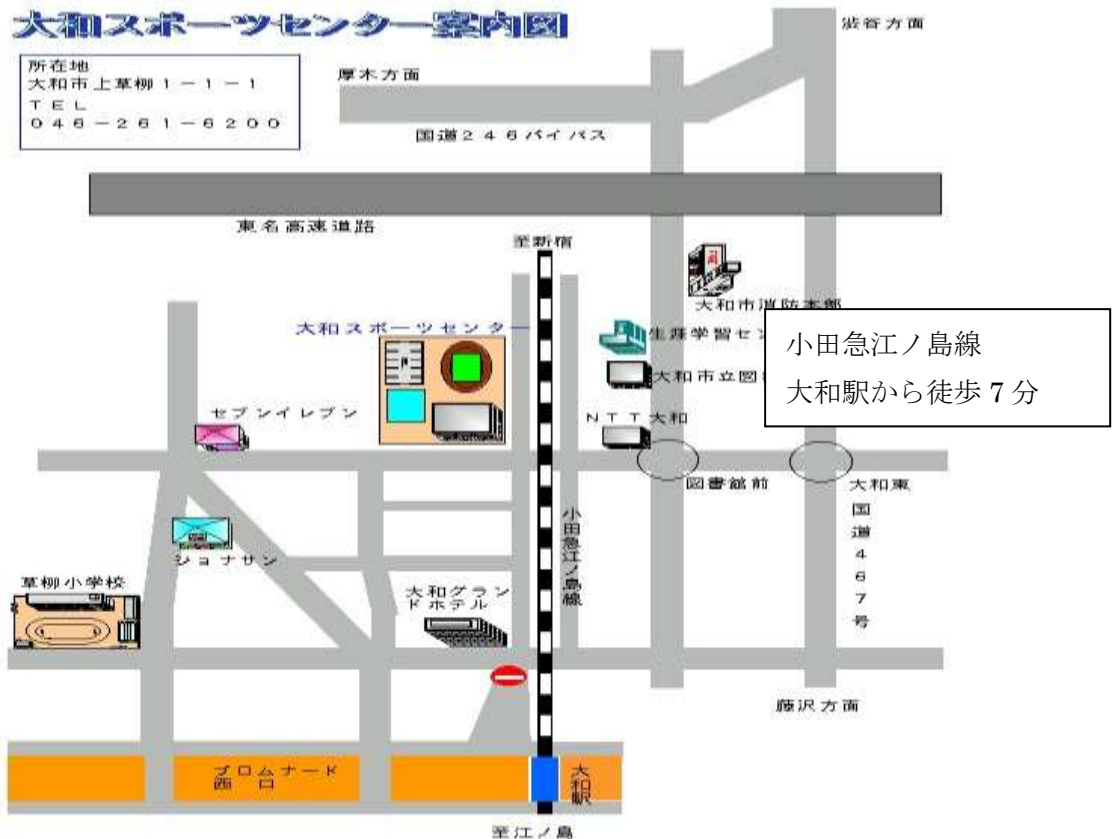 大和スポーツセンター案内図
所在地
大和市上草柳1-1-1
TEL
046-261-6200
渋谷方面
厚木方面
国道246バイパス
東名高速道路
至新宿
大和市消防本部
大和スポーツセンター
生涯学習セ
小田急江ノ島線
大和駅から徒歩 7 分
大和市立図
セブンイレブン
NTT大和
図書館前
大和東
国道467号
小田急江ノ島線
ジョナサン
草柳小学校
大和グラン
ドホテル
藤沢方面
プロムナード
西口
大和駅
至江ノ島